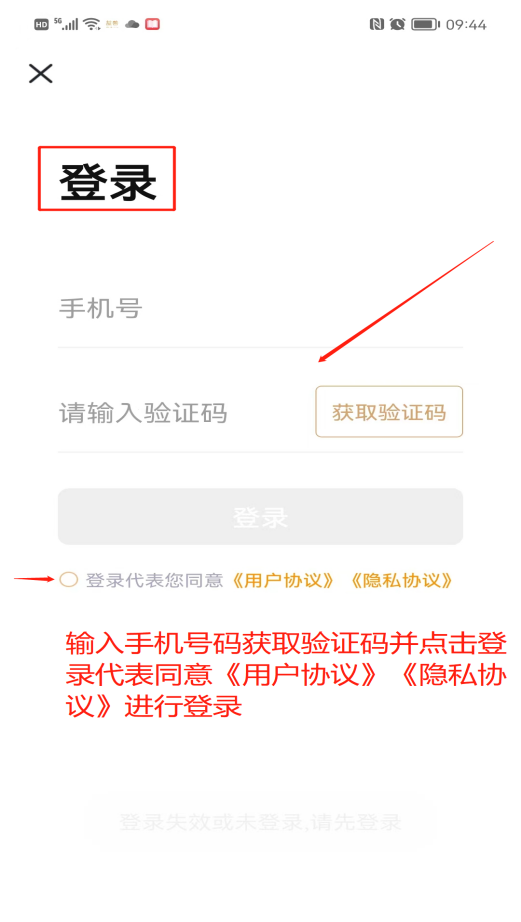 HD 5G 09:44
登录
手机号
请输入验证码 获取验证码
登录
登录代表您同意《用户协议》《隐私协议》
输入手机号码获取验证码并点击登
录代表同意《用户协议》《隐私协
议》进行登录
登录失效或未登录,请先登录